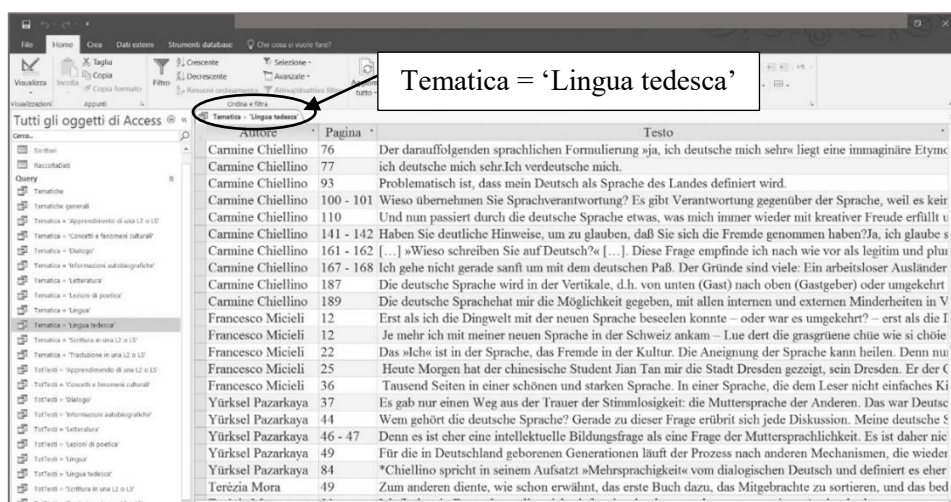 File Home Crea Dati esterni Strumenti database Che cosa si vuole fare?
Visualizza Incolla Taglia Copia Copia formato Filtro Crescente Decrescente Rimuovi ordinamento Selezione Avanzate Attiva/disattiva filtro
Visualizzazioni Appunti Ordina e filtra
Tematica = ‘Lingua tedesca’
Tutti gli oggetti di Access
Cerca...
Scrittori
RaccoltaDati
Query
Tematiche
Tematiche generali
Tematica = 'Apprendimento di una L2 o LS'
Tematica = 'Concetti e fenomeni culturali'
Tematica = 'Dialogo'
Tematica = 'Informazioni autobiografiche'
Tematica = 'Letteratura'
Tematica = 'Lezioni di poetica'
Tematica = 'Lingua'
Tematica = 'Lingua tedesca'
Tematica = 'Scrittura in una L2 o LS'
Tematica = 'Traduzione in una L2 o LS'
TotTesti = 'Apprendimento di una L2 o LS'
TotTesti = 'Concetti e fenomeni culturali'
TotTesti = 'Dialogo'
TotTesti = 'Informazioni autobiografiche'
TotTesti = 'Letteratura'
TotTesti = 'Lezioni di poetica'
TotTesti = 'Lingua'
TotTesti = 'Lingua tedesca'
TotTesti = 'Scrittura in una L2 o LS'
Tematica = 'Lingua tedesca'
Autore Pagina Testo
Carmine Chiellino 76 Der darauffolgenden sprachlichen Formulierung »ja, ich deutsche mich sehr« liegt eine immaginäre Etymo
Carmine Chiellino 77 ich deutsche mich sehr.Ich verdeutsche mich.
Carmine Chiellino 93 Problematisch ist, dass mein Deutsch als Sprache des Landes definiert wird.
Carmine Chiellino 100 - 101 Wieso übernehmen Sie Sprachverantwortung? Es gibt Verantwortung gegenüber der Sprache, weil es kein
Carmine Chiellino 110 Und nun passiert durch die deutsche Sprache etwas, was mich immer wieder mit kreativer Freude erfüllt u
Carmine Chiellino 141 - 142 Haben Sie deutliche Hinweise, um zu glauben, daß Sie sich die Fremde genommen haben?Ja, ich glaube s
Carmine Chiellino 161 - 162 […] »Wieso schreiben Sie auf Deutsch?« […]. Diese Frage empfinde ich nach wie vor als legitim und plur
Carmine Chiellino 167 - 168 Ich gehe nicht gerade sanft um mit dem deutschen Paß. Der Gründe sind viele: Ein arbeitsloser Ausländer
Carmine Chiellino 187 Die deutsche Sprache wird in der Vertikale, d.h. von unten (Gast) nach oben (Gastgeber) oder umgekehrt
Carmine Chiellino 189 Die deutsche Sprachehat mir die Möglichkeit gegeben, mit allen internen und externen Minderheiten in V
Francesco Micieli 12 Erst als ich die Dingwelt mit der neuen Sprache beseelen konnte – oder war es umgekehrt? – erst als die I
Francesco Micieli 12 Je mehr ich mit meiner neuen Sprache in der Schweiz ankam – Lue dert die grasgrüene chüe wie si chöie
Francesco Micieli 22 Das »Ich« ist in der Sprache, das Fremde in der Kultur. Die Aneignung der Sprache kann heilen. Denn nu
Francesco Micieli 25 Heute Morgen hat der chinesische Student Jian Tan mir die Stadt Dresden gezeigt, sein Dresden. Er der C
Francesco Micieli 36 Tausend Seiten in einer schönen und starken Sprache. In einer Sprache, die dem Leser nicht einfaches Ki
Yürksel Pazarkaya 37 Es gab nur einen Weg aus der Trauer der Stimmlosigkeit: die Muttersprache der Anderen. Das war Deutsc
Yürksel Pazarkaya 44 Wem gehört die deutsche Sprache? Gerade zu dieser Frage erübrigt sich jede Diskussion. Meine deutsche S
Yürksel Pazarkaya 46 - 47 Denn es ist eher eine intellektuelle Bildungsfrage als eine Frage der Muttersprachlichkeit. Es ist daher nic
Yürksel Pazarkaya 49 Für die in Deutschland geborenen Generationen läuft der Prozess nach anderen Mechanismen, die wieder
Yürksel Pazarkaya 84 *Chiellino spricht in seinem Aufsatzt »Mehrsprachigkeit« vom dialogischen Deutsch und definiert es eher
Terézia Mora 49 Zum anderen diente, wie schon erwähnt, das erste Buch dazu, das Mitgebrachte zu sortieren, und das bee